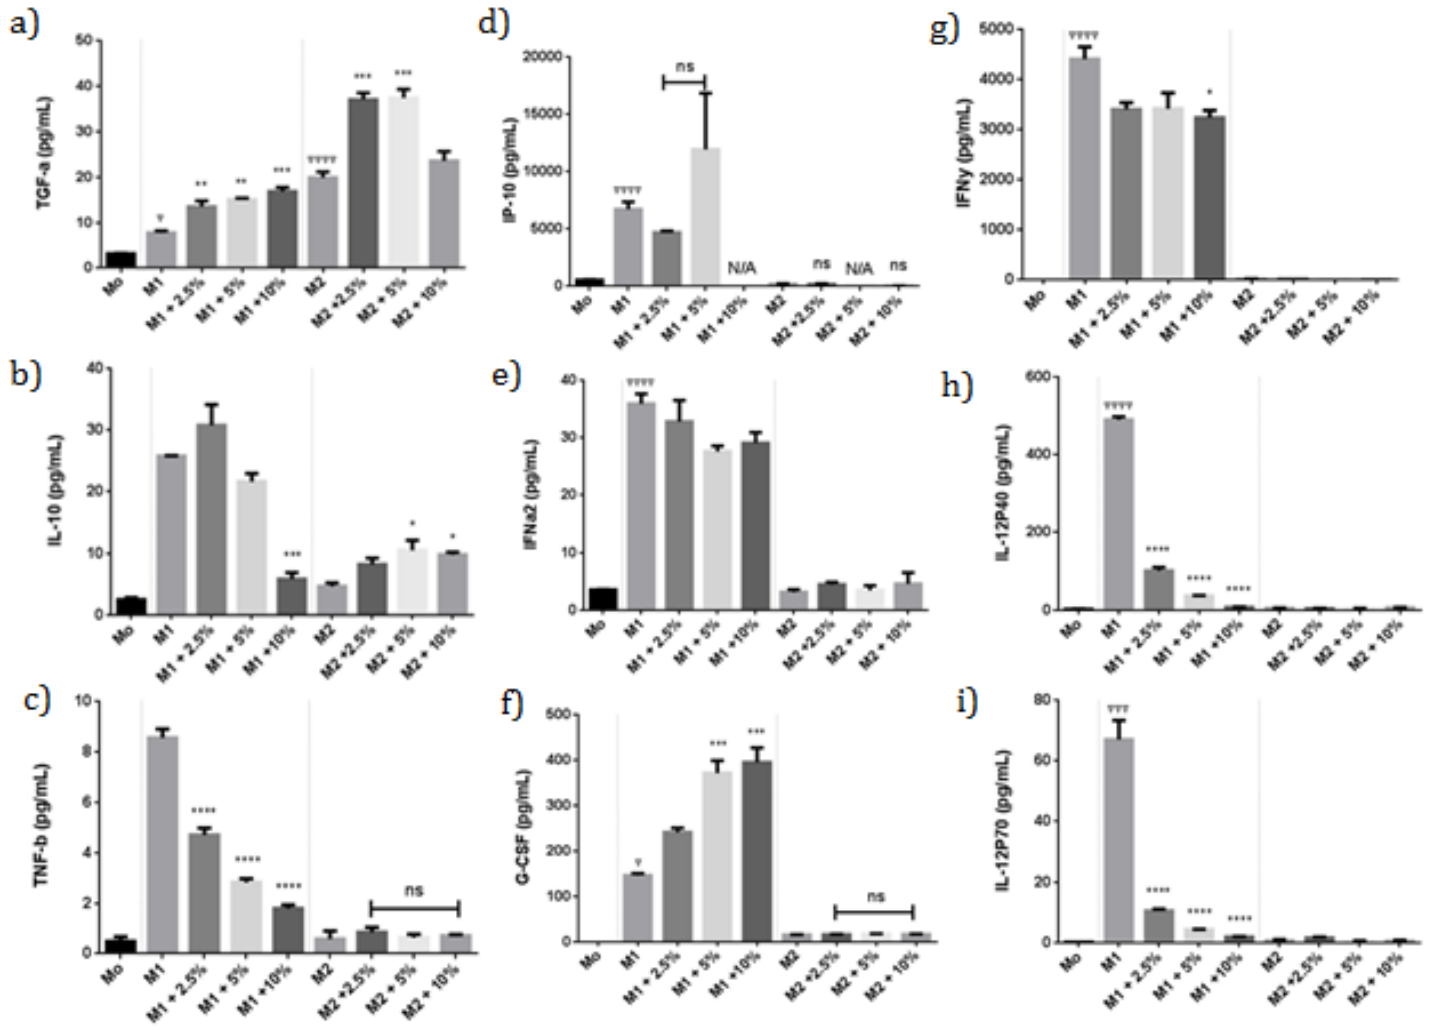 a)
TGF-a (pg/mL)
50
40
30
20
10
0
Ŧ
**
**
***
ŦŦŦŦ
***
***
Mo
M1
M1 + 2.5%
M1 + 5%
M1 +10%
M2
M2 +2.5%
M2 + 5%
M2 + 10%
b)
IL-10 (pg/mL)
40
30
20
10
0
***
*
*
Mo
M1
M1 + 2.5%
M1 + 5%
M1 +10%
M2
M2 +2.5%
M2 + 5%
M2 + 10%
c)
TNF-b (pg/mL)
10
8
6
4
2
0
****
****
****
ns
Mo
M1
M1 + 2.5%
M1 + 5%
M1 +10%
M2
M2 +2.5%
M2 + 5%
M2 + 10%
d)
IP-10 (pg/mL)
20000
15000
10000
5000
0
ŦŦŦŦ
ns
N/A
ns
N/A
ns
Mo
M1
M1 + 2.5%
M1 + 5%
M1 +10%
M2
M2 +2.5%
M2 + 5%
M2 + 10%
e)
IFNa2 (pg/mL)
40
30
20
10
0
ŦŦŦŦ
Mo
M1
M1 + 2.5%
M1 + 5%
M1 +10%
M2
M2 +2.5%
M2 + 5%
M2 + 10%
f)
G-CSF (pg/mL)
500
400
300
200
100
0
Ŧ
***
***
ns
Mo
M1
M1 + 2.5%
M1 + 5%
M1 +10%
M2
M2 +2.5%
M2 + 5%
M2 + 10%
g)
IFNy (pg/mL)
5000
4000
3000
2000
1000
0
ŦŦŦŦ
*
Mo
M1
M1 + 2.5%
M1 + 5%
M1 +10%
M2
M2 +2.5%
M2 + 5%
M2 + 10%
h)
IL-12P40 (pg/mL)
600
400
200
0
ŦŦŦŦ
****
****
****
Mo
M1
M1 + 2.5%
M1 + 5%
M1 +10%
M2
M2 +2.5%
M2 + 5%
M2 + 10%
i)
IL-12P70 (pg/mL)
80
60
40
20
0
ŦŦŦ
****
****
****
Mo
M1
M1 + 2.5%
M1 + 5%
M1 +10%
M2
M2 +2.5%
M2 + 5%
M2 + 10%